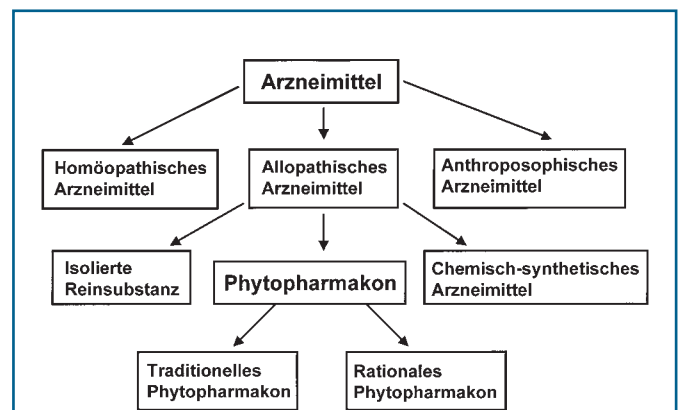 Arzneimittel
Homöopathisches
Arzneimittel
Allopathisches
Arzneimittel
Anthroposophisches
Arzneimittel
Isolierte
Reinsubstanz
Phytopharmakon
Chemisch-synthetisches
Arzneimittel
Traditionelles
Phytopharmakon
Rationales
Phytopharmakon